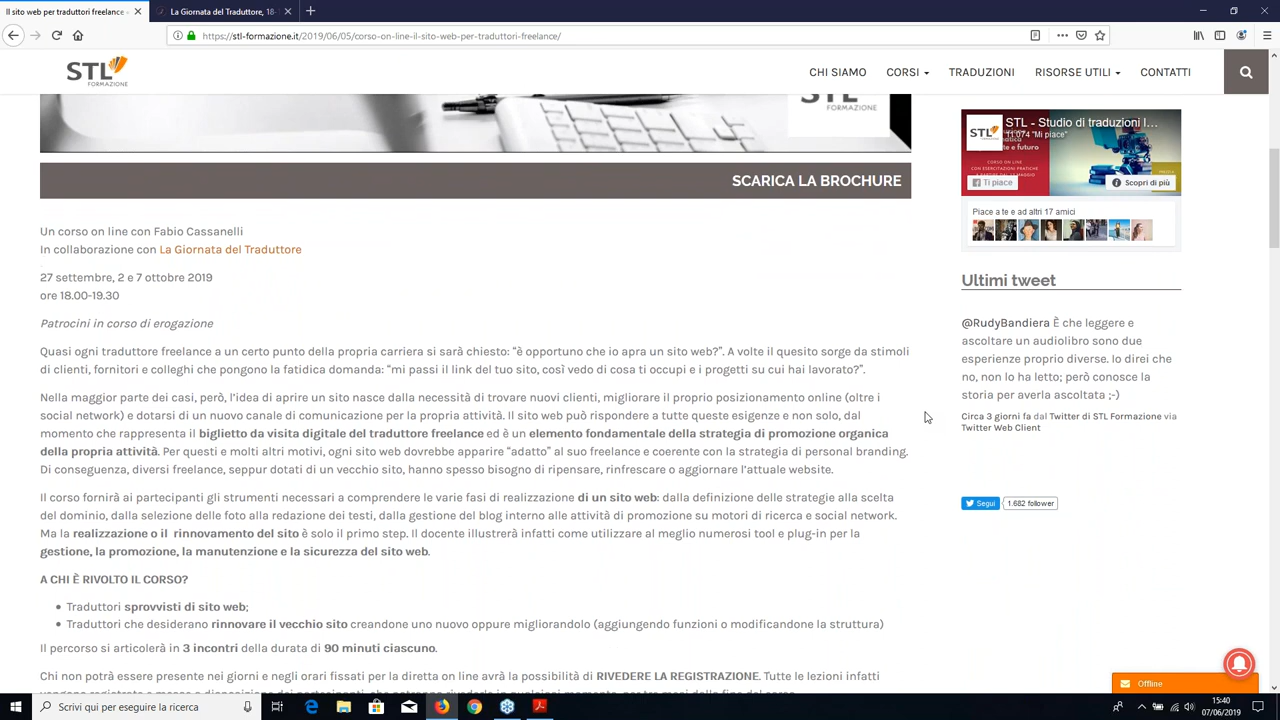 Il sito web per traduttori freelance
La Giornata del Traduttore, 18-
https://stl-formazione.it/2019/06/05/corso-on-line-il-sito-web-per-traduttori-freelance/
STL
FORMAZIONE
CHI SIAMO
CORSI
TRADUZIONI
RISORSE UTILI
CONTATTI
FORMAZIONE
SCARICA LA BROCHURE
Un corso on line con Fabio Cassanelli
In collaborazione con La Giornata del Traduttore
27 settembre, 2 e 7 ottobre 2019
ore 18.00-19.30
Patrocini in corso di erogazione
Quasi ogni traduttore freelance a un certo punto della propria carriera si sarà chiesto: “è opportuno che io apra un sito web?”. A volte il quesito sorge da stimoli
di clienti, fornitori e colleghi che pongono la fatidica domanda: “mi passi il link del tuo sito, così vedo di cosa ti occupi e i progetti su cui hai lavorato?”.
Nella maggior parte dei casi, però, l’idea di aprire un sito nasce dalla necessità di trovare nuovi clienti, migliorare il proprio posizionamento online (oltre i
social network) e dotarsi di un nuovo canale di comunicazione per la propria attività. Il sito web può rispondere a tutte queste esigenze e non solo, dal
momento che rappresenta il biglietto da visita digitale del traduttore freelance ed è un elemento fondamentale della strategia di promozione organica
della propria attività. Per questi e molti altri motivi, ogni sito web dovrebbe apparire “adatto” al suo freelance e coerente con la strategia di personal branding.
Di conseguenza, diversi freelance, seppur dotati di un vecchio sito, hanno spesso bisogno di ripensare, rinfrescare o aggiornare l’attuale website.
Il corso fornirà ai partecipanti gli strumenti necessari a comprendere le varie fasi di realizzazione di un sito web: dalla definizione delle strategie alla scelta
del dominio, dalla selezione delle foto alla scrittura dei testi, dalla gestione del blog interno alle attività di promozione su motori di ricerca e social network.
Ma la realizzazione o il rinnovamento del sito è solo il primo step. Il docente illustrerà infatti come utilizzare al meglio numerosi tool e plug-in per la
gestione, la promozione, la manutenzione e la sicurezza del sito web.
A CHI È RIVOLTO IL CORSO?
• Traduttori sprovvisti di sito web;
• Traduttori che desiderano rinnovare il vecchio sito creandone uno nuovo oppure migliorandolo (aggiungendo funzioni o modificandone la struttura)
Il percorso si articolerà in 3 incontri della durata di 90 minuti ciascuno.
Chi non potrà essere presente nei giorni e negli orari fissati per la diretta on line avrà la possibilità di RIVEDERE LA REGISTRAZIONE. Tutte le lezioni infatti
STL - Studio di traduzioni l…
11.074 "Mi piace"
e futuro
CORSO ON LINE
CON ESERCITAZIONI PRATICHE
Ti piace
Scopri di più
Piace a te e ad altri 17 amici
Ultimi tweet
@RudyBandiera È che leggere e
ascoltare un audiolibro sono due
esperienze proprio diverse. Io direi che
no, non lo ha letto; però conosce la
storia per averla ascoltata ;-)
Circa 3 giorni fa dal Twitter di STL Formazione via
Twitter Web Client
Segui
1.682 follower
Offline
Scrivi qui per eseguire la ricerca
15:40
07/06/2019